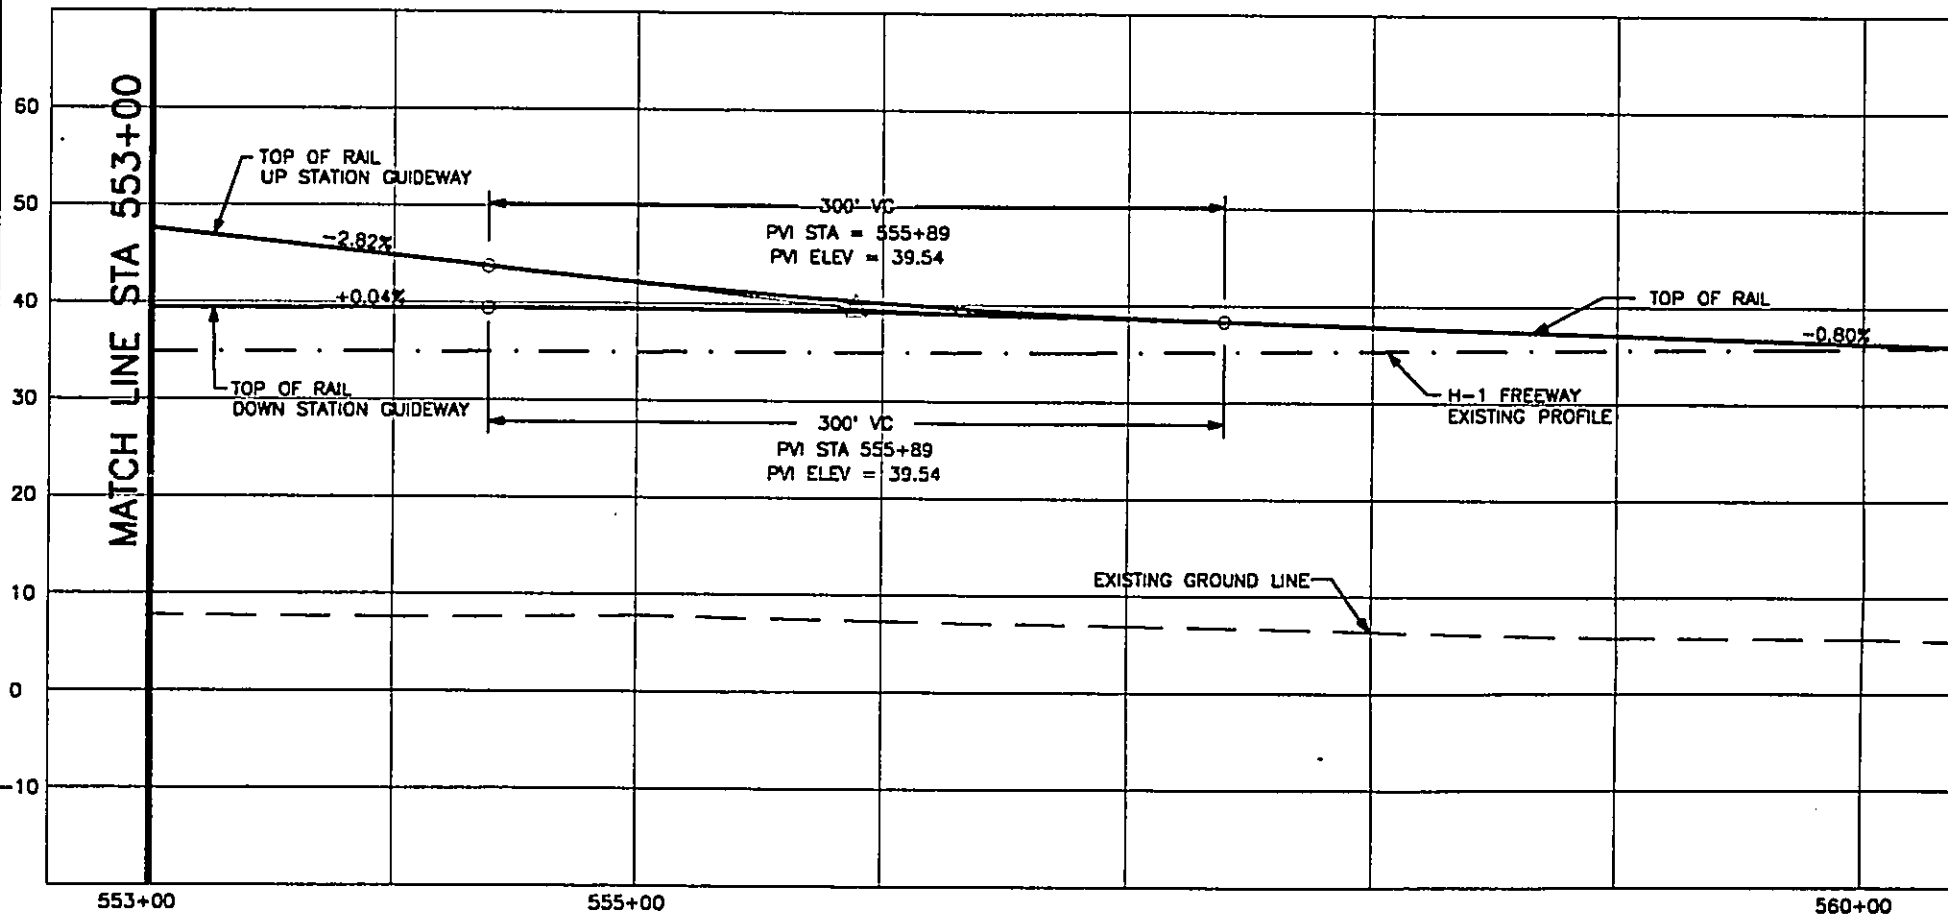 60
50
40
30
20
10
0
-10
MATCH LINE STA 553+00
TOP OF RAIL
UP STATION GUIDEWAY
-2.82%
+0.04%
TOP OF RAIL
DOWN STATION GUIDEWAY
300' VC
PVI STA = 555+89
PVI ELEV = 39.54
300' VC
PVI STA 555+89
PVI ELEV = 39.54
TOP OF RAIL
-0.80%
H-1 FREEWAY
EXISTING PROFILE
EXISTING GROUND LINE
553+00
555+00
560+00